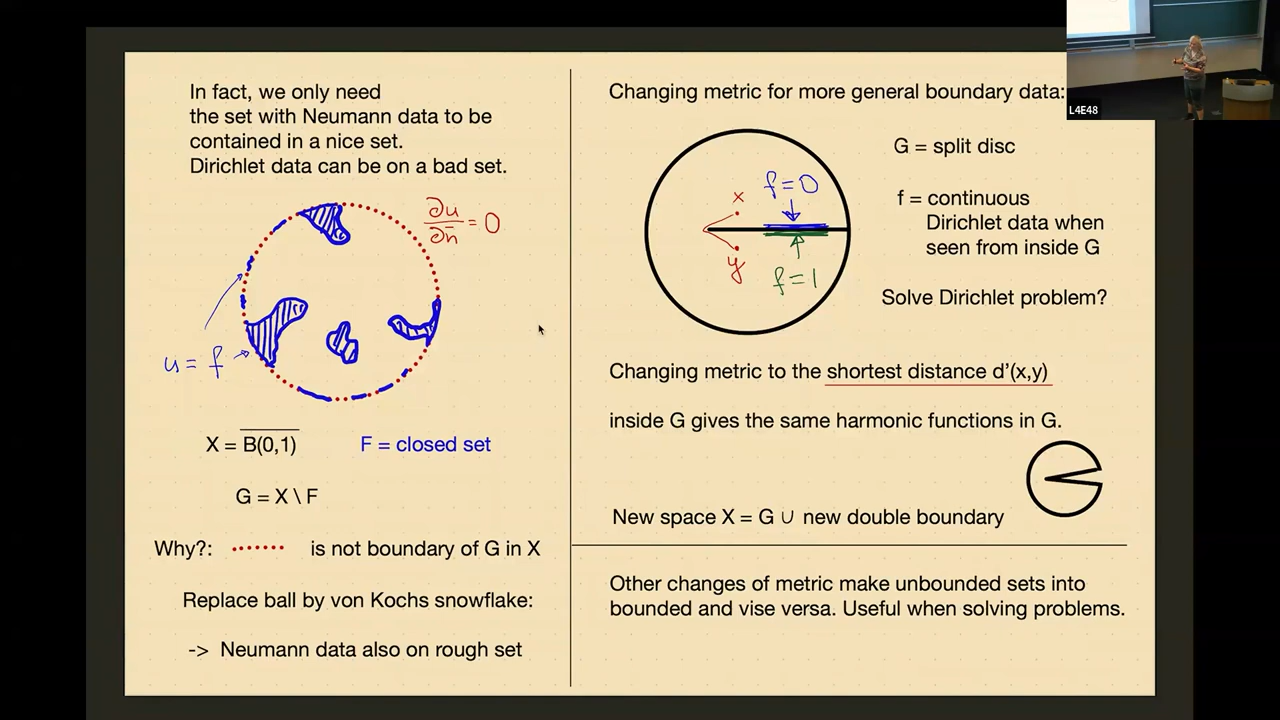 In fact, we only need
the set with Neumann data to be
contained in a nice set.
Dirichlet data can be on a bad set.
∂u/∂n̄ = 0
u = f
X = B(0,1)
F = closed set
G = X \ F
Why?: is not boundary of G in X
Replace ball by von Kochs snowflake:
-> Neumann data also on rough set
Changing metric for more general boundary data:
f=0
x
y
f=1
G = split disc
f = continuous
Dirichlet data when
seen from inside G
Solve Dirichlet problem?
Changing metric to the shortest distance d'(x,y)
inside G gives the same harmonic functions in G.
New space X = G ∪ new double boundary
Other changes of metric make unbounded sets into
bounded and vise versa. Useful when solving problems.
L4E48